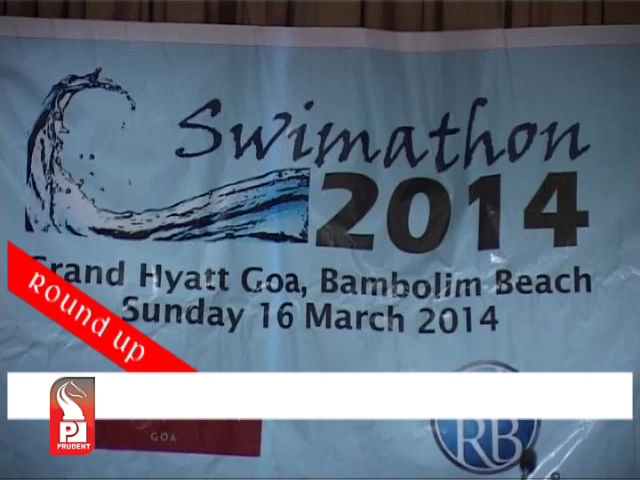 Swimathon
2014
Grand Hyatt Goa, Bambolim Beach
Sunday 16 March 2014
ROUND UP
PRUDENT
GOA
RB